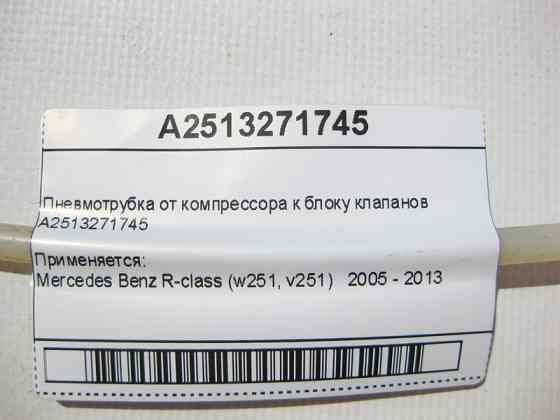 A2513271745
Пневмотрубка от компрессора к блоку клапанов
A2513271745
Применяется:
Mercedes Benz R-class (w251, v251) 2005 - 2013